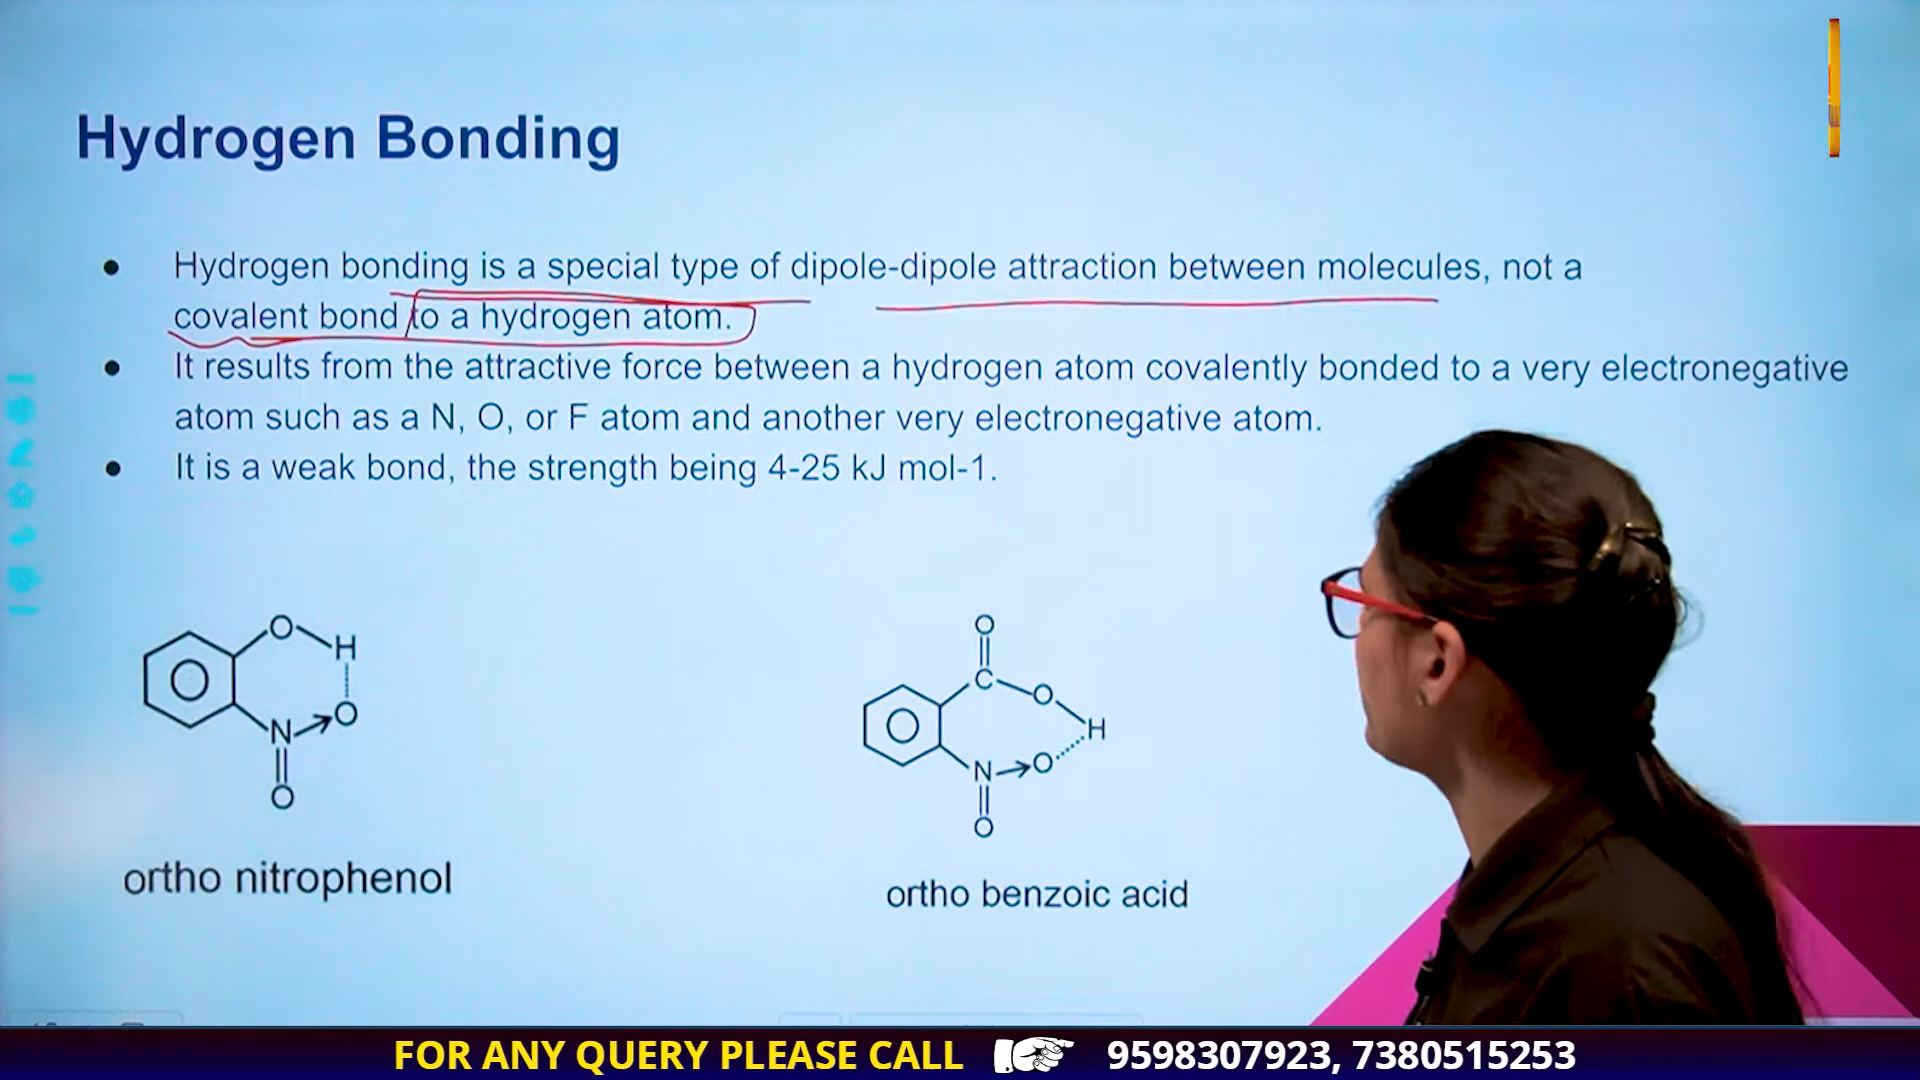 Hydrogen Bonding
● Hydrogen bonding is a special type of dipole-dipole attraction between molecules, not a
covalent bond to a hydrogen atom.
● It results from the attractive force between a hydrogen atom covalently bonded to a very electronegative
atom such as a N, O, or F atom and another very electronegative atom.
● It is a weak bond, the strength being 4-25 kJ mol-1.
O
H
O
N
O
O
ortho nitrophenol
O
C
O
H
O
N
O
O
ortho benzoic acid
FOR ANY QUERY PLEASE CALL 9598307923, 7380515253